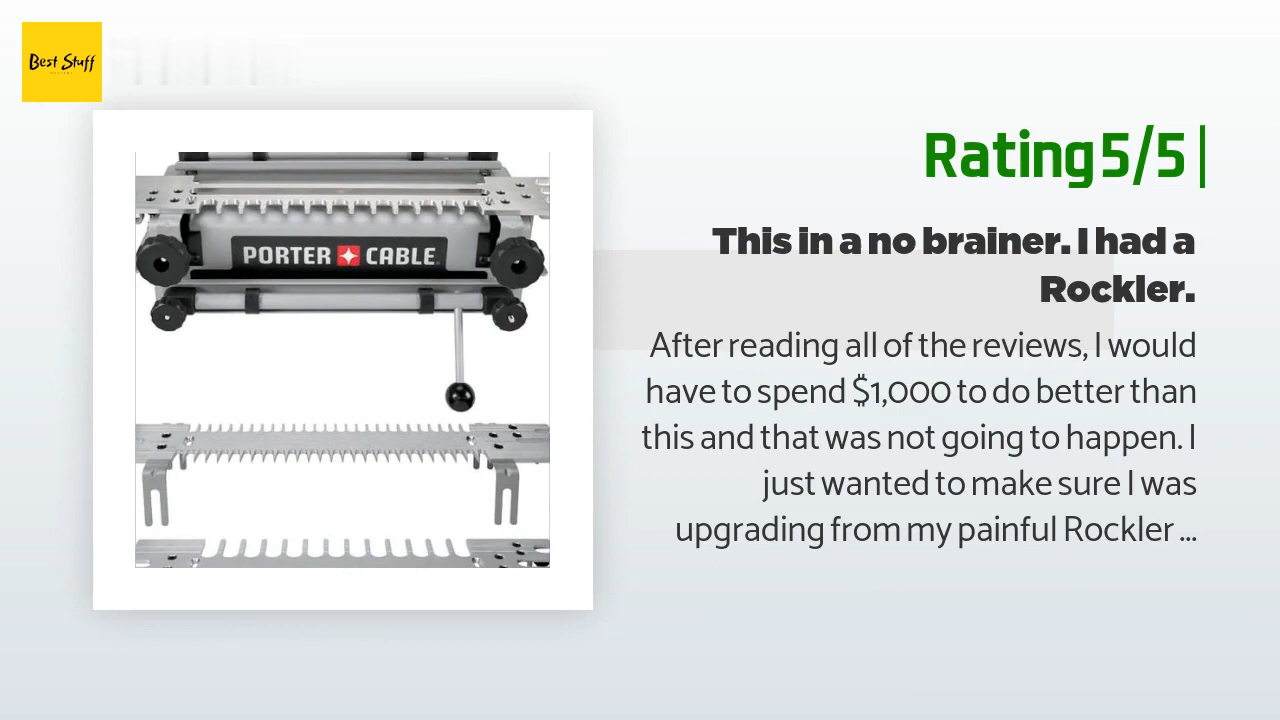 Best Stuff
Rating 5/5
PORTER CABLE
This in a no brainer. I had a
Rockler.
After reading all of the reviews, I would
have to spend $1,000 to do better than
this and that was not going to happen. I
just wanted to make sure I was
upgrading from my painful Rockler ...